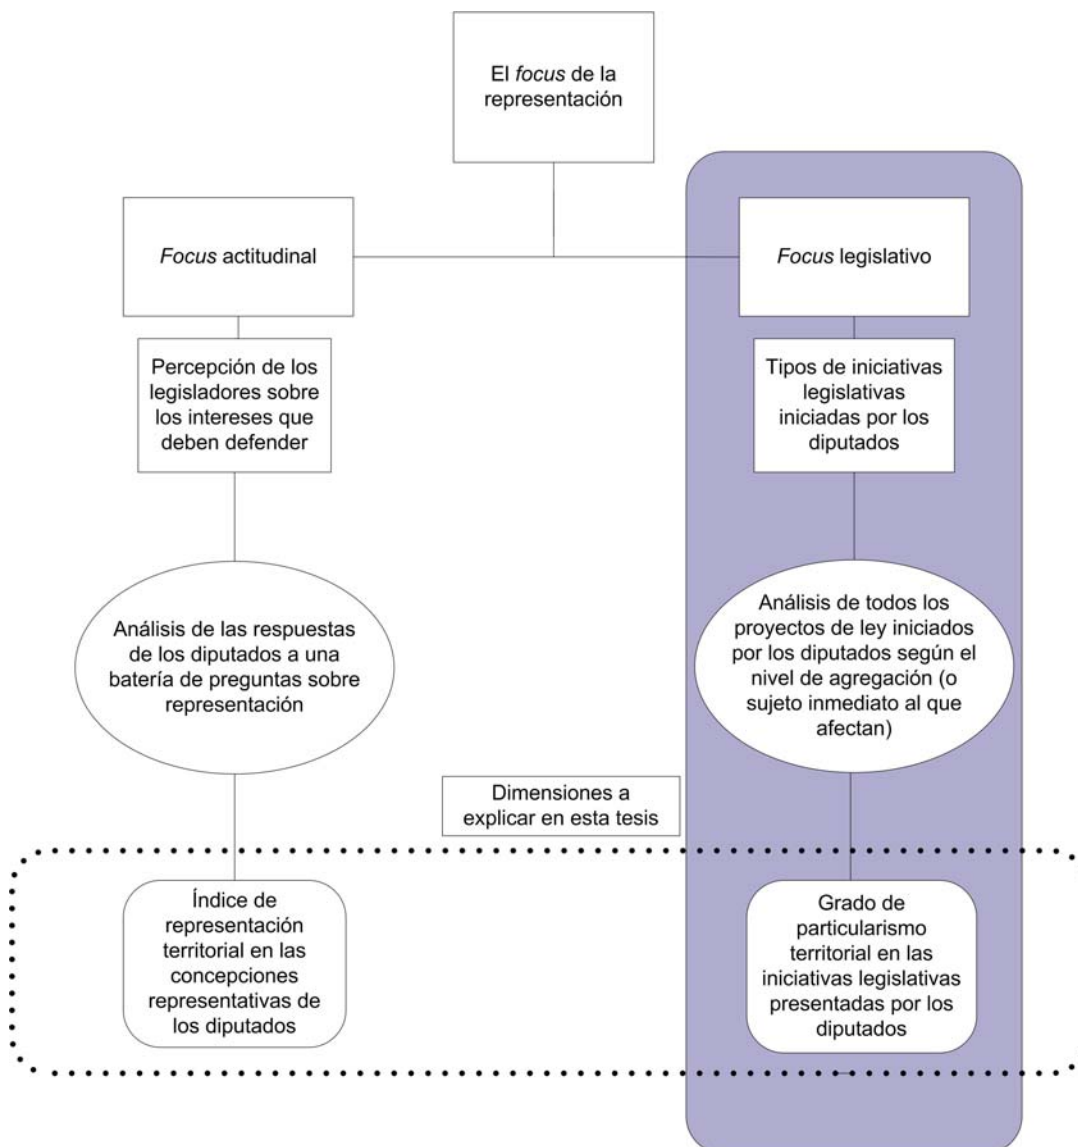 El focus de la
representación
Focus actitudinal
Focus legislativo
Percepción de los
legisladores sobre
los intereses que
deben defender
Tipos de iniciativas
legislativas
iniciadas por los
diputados
Análisis de las respuestas
de los diputados a una
batería de preguntas sobre
representación
Análisis de todos los
proyectos de ley iniciados
por los diputados según el
nivel de agregación (o
sujeto inmediato al que
afectan)
Dimensiones a
explicar en esta tesis
Índice de
representación
territorial en las
concepciones
representativas de
los diputados
Grado de
particularismo
territorial en las
iniciativas legislativas
presentadas por los
diputados